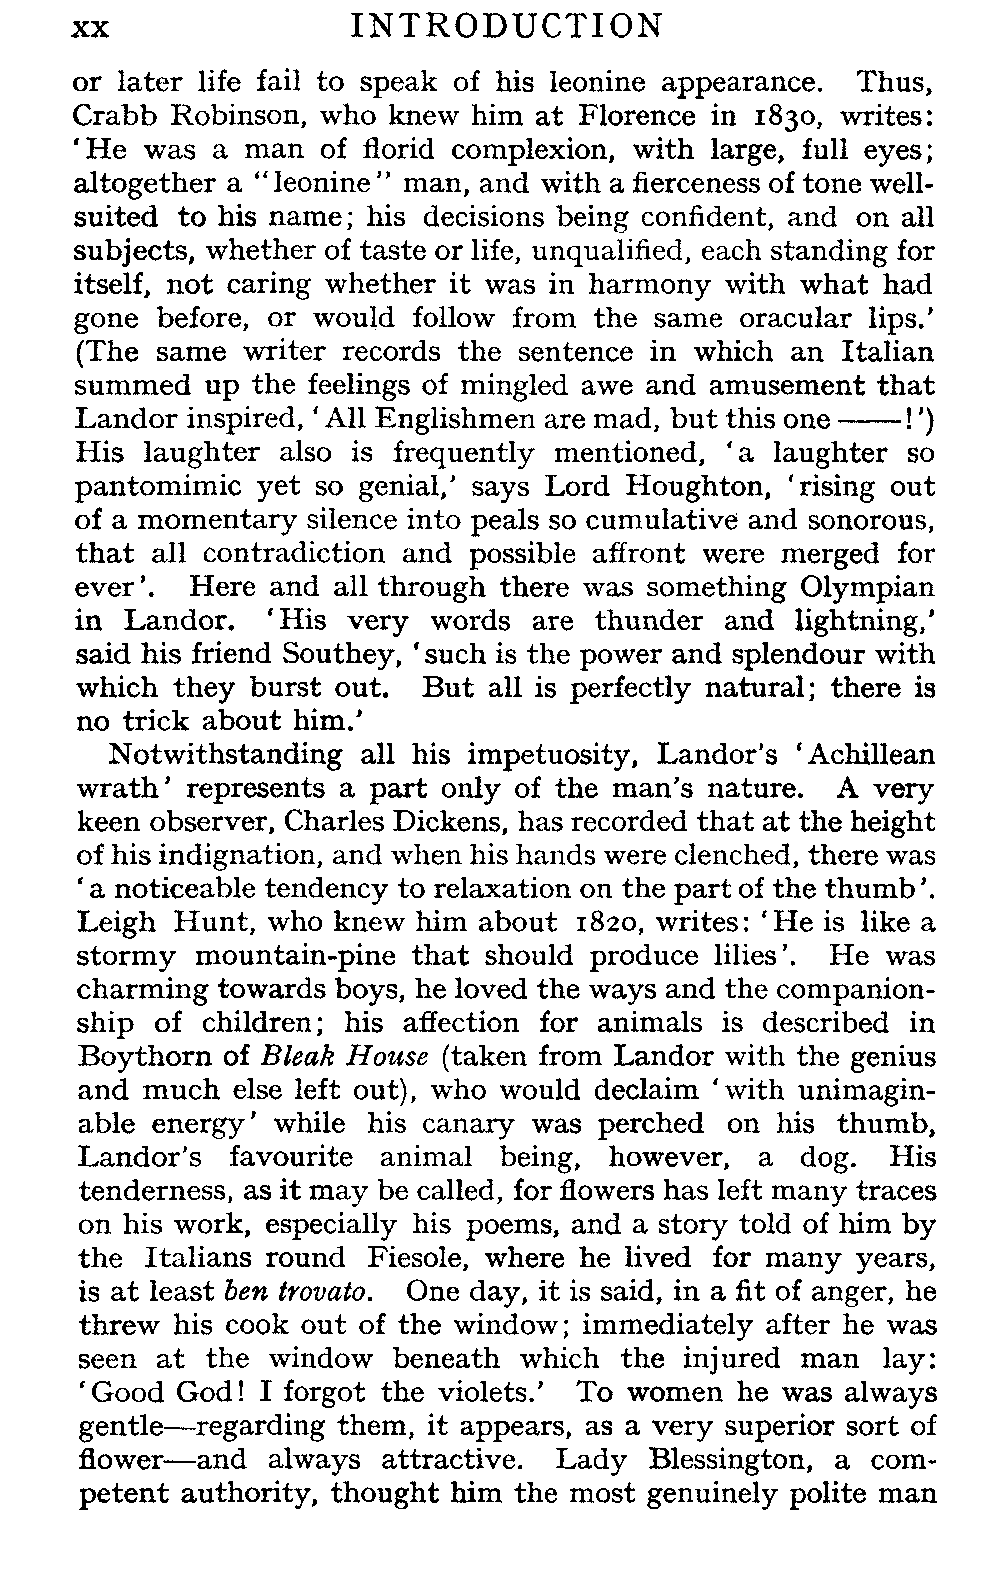 xx INTRODUCTION
or later life fail to speak of his leonine appearance. Thus,
Crabb Robinson, who knew him at Florence in 1830, writes:
‘He was a man of florid complexion, with large, full eyes;
altogether a “leonine” man, and with a fierceness of tone well-
suited to his name; his decisions being confident, and on all
subjects, whether of taste or life, unqualified, each standing for
itself, not caring whether it was in harmony with what had
gone before, or would follow from the same oracular lips.’
(The same writer records the sentence in which an Italian
summed up the feelings of mingled awe and amusement that
Landor inspired, ‘All Englishmen are mad, but this one ——!’)
His laughter also is frequently mentioned, ‘a laughter so
pantomimic yet so genial,’ says Lord Houghton, ‘rising out
of a momentary silence into peals so cumulative and sonorous,
that all contradiction and possible affront were merged for
ever’. Here and all through there was something Olympian
in Landor. ‘His very words are thunder and lightning,’
said his friend Southey, ‘such is the power and splendour with
which they burst out. But all is perfectly natural; there is
no trick about him.’
Notwithstanding all his impetuosity, Landor’s ‘Achillean
wrath’ represents a part only of the man’s nature. A very
keen observer, Charles Dickens, has recorded that at the height
of his indignation, and when his hands were clenched, there was
‘a noticeable tendency to relaxation on the part of the thumb’.
Leigh Hunt, who knew him about 1820, writes: ‘He is like a
stormy mountain-pine that should produce lilies’. He was
charming towards boys, he loved the ways and the companion-
ship of children; his affection for animals is described in
Boythorn of Bleak House (taken from Landor with the genius
and much else left out), who would declaim ‘with unimagin-
able energy’ while his canary was perched on his thumb,
Landor’s favourite animal being, however, a dog. His
tenderness, as it may be called, for flowers has left many traces
on his work, especially his poems, and a story told of him by
the Italians round Fiesole, where he lived for many years,
is at least ben trovato. One day, it is said, in a fit of anger, he
threw his cook out of the window; immediately after he was
seen at the window beneath which the injured man lay:
‘Good God! I forgot the violets.’ To women he was always
gentle—regarding them, it appears, as a very superior sort of
flower—and always attractive. Lady Blessington, a com-
petent authority, thought him the most genuinely polite man